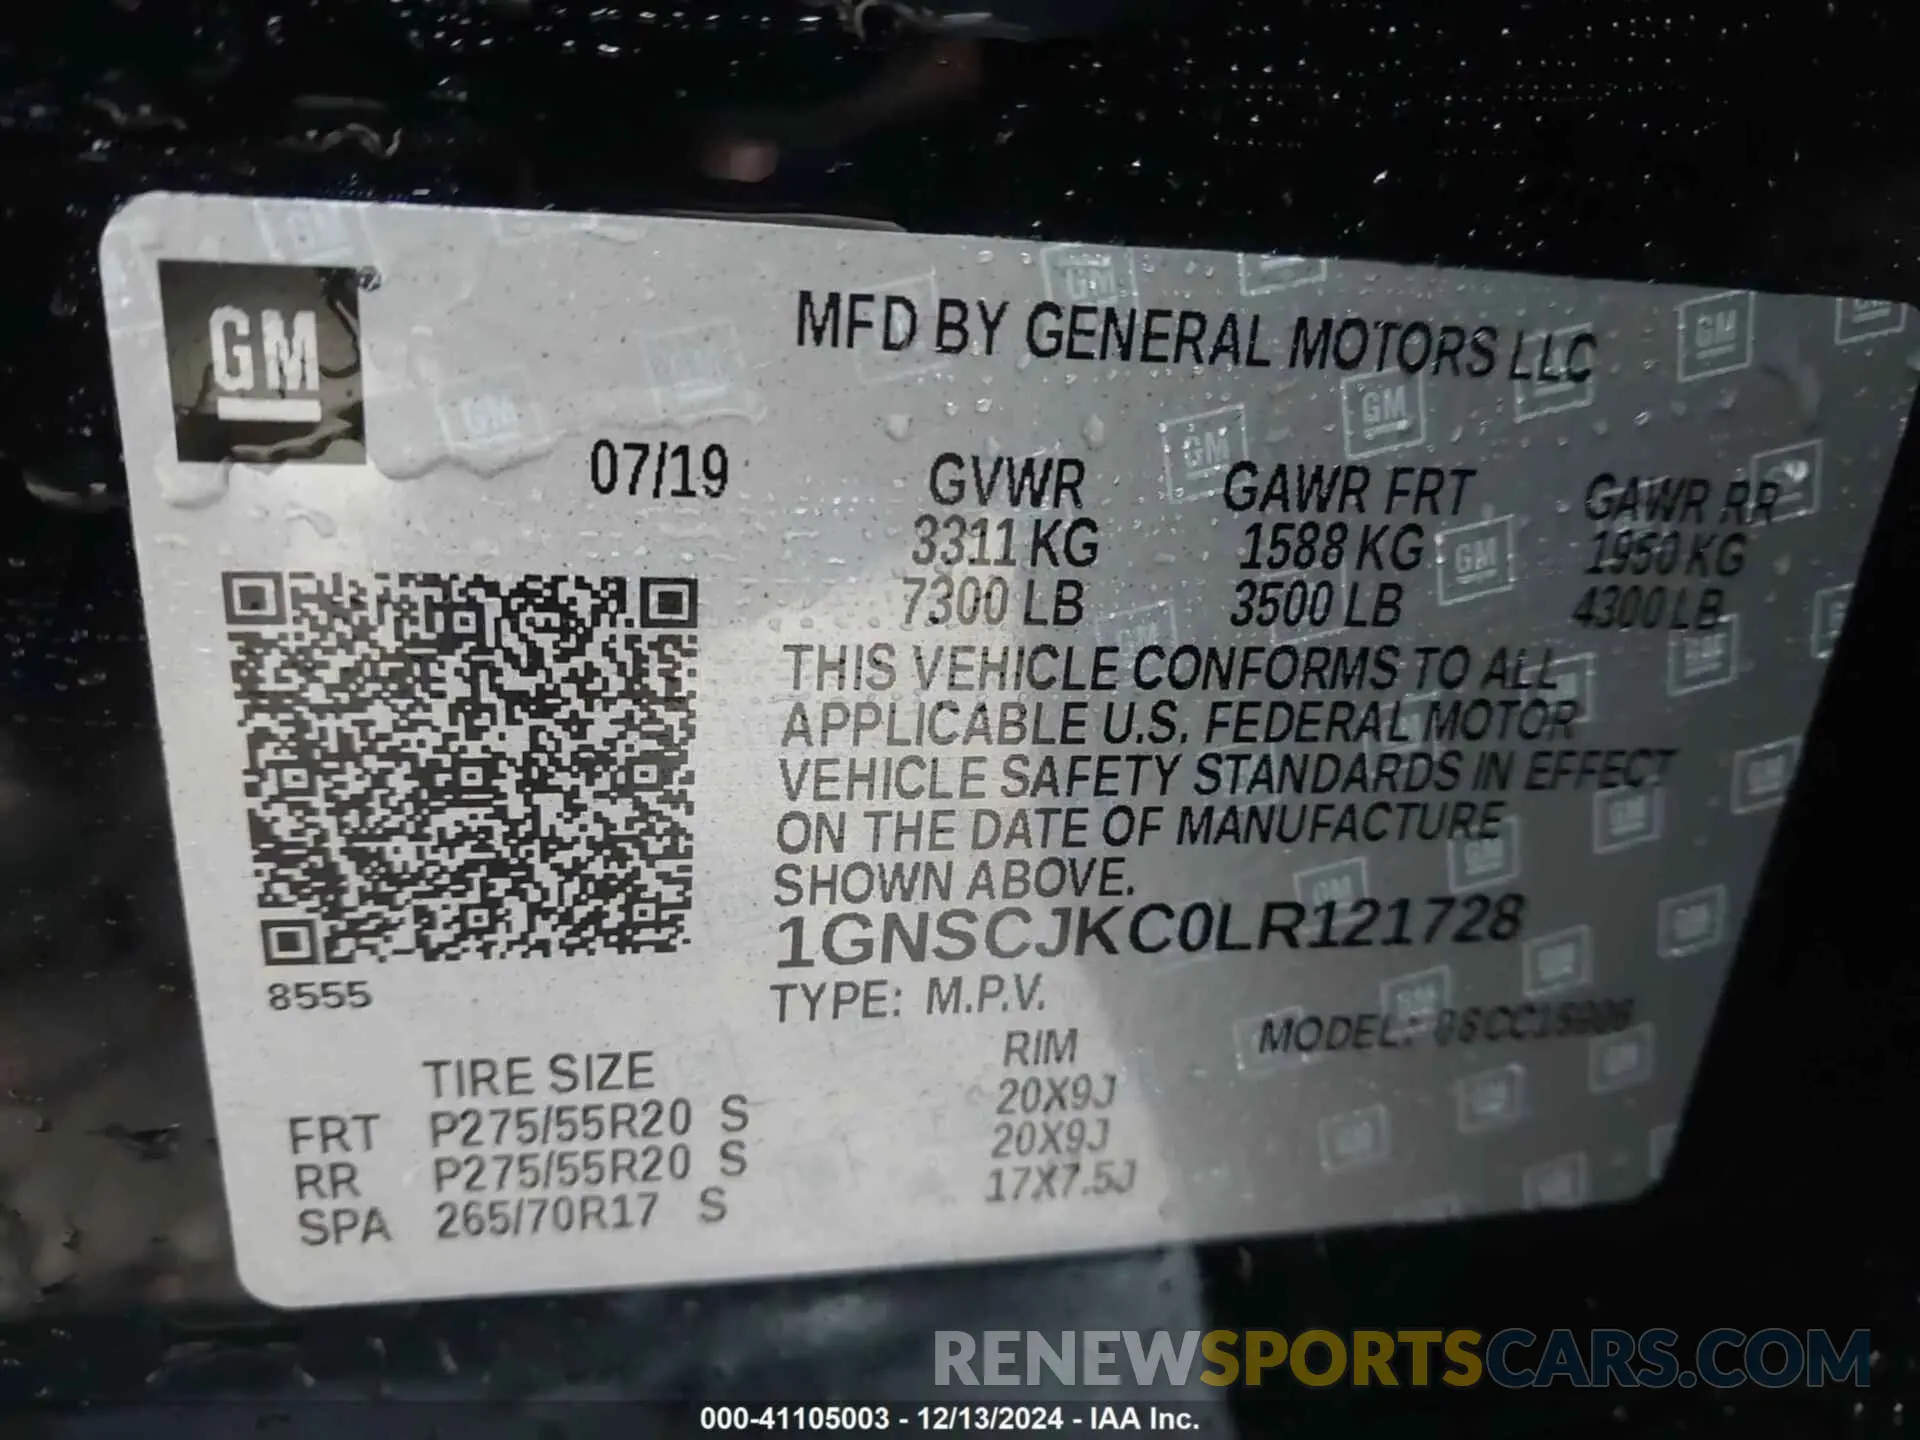 GM
MFD BY GENERAL MOTORS LLC
07/19
GVWR GAWR FRT GAWR RR
3311 KG 1588 KG 1950 KG
7300 LB 3500 LB 4300 LB
THIS VEHICLE CONFORMS TO ALL
APPLICABLE U.S. FEDERAL MOTOR
VEHICLE SAFETY STANDARDS IN EFFECT
ON THE DATE OF MANUFACTURE
SHOWN ABOVE.
1GNSCJKC0LR121728
8555
TYPE: M.P.V. MODEL:
TIRE SIZE RIM
FRT P275/55R20 S 20X9J
RR P275/55R20 S 20X9J
SPA 265/70R17 S 17X7.5J
RENEWSPORTSCARS.COM
000-41105003 - 12/13/2024 - IAA Inc.